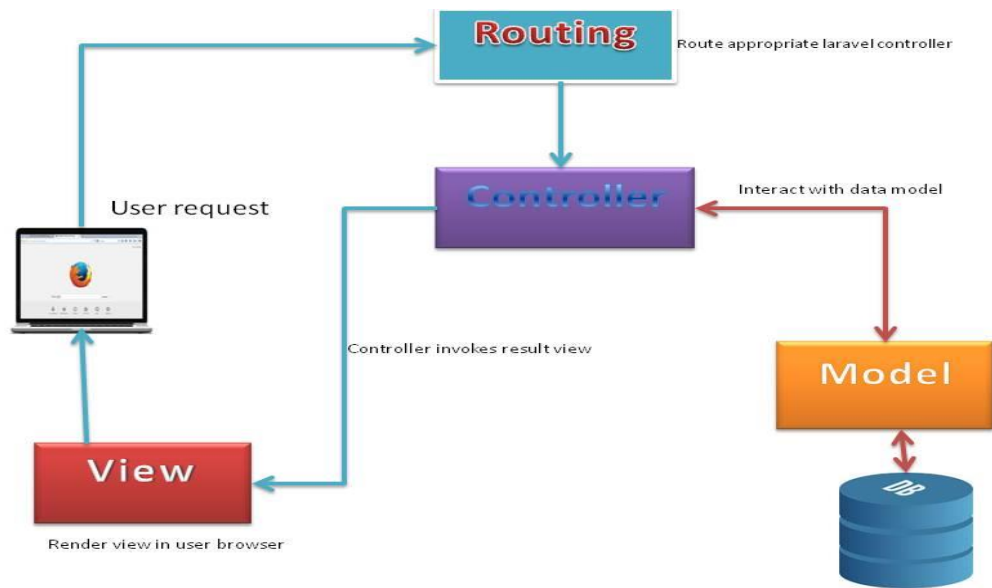 Routing
Route appropriate laravel controller
Controller
Interact with data model
User request
Controller invokes result view
Model
View
DB
Render view in user browser